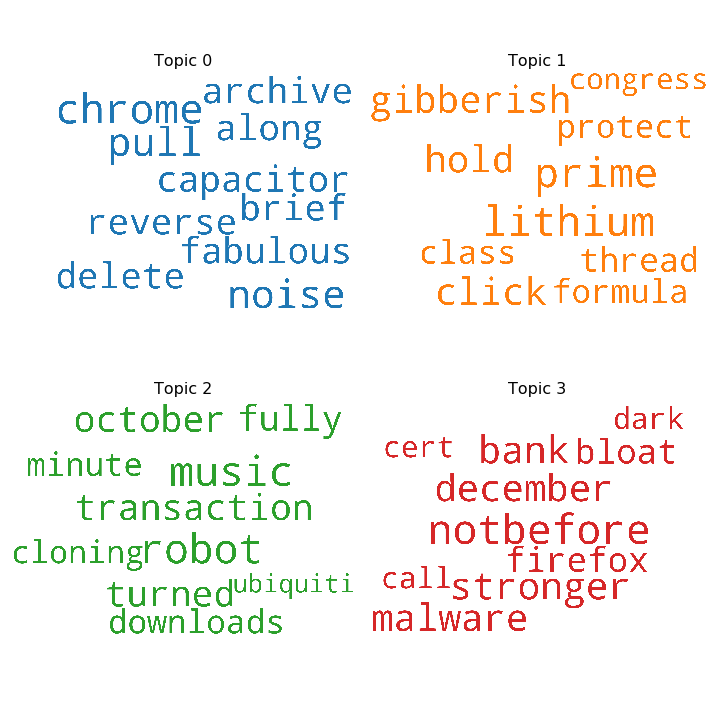 Topic 0
chrome archive
pull along
capacitor
reverse brief
fabulous
delete
noise
Topic 1
congress
gibberish
protect
hold
prime
lithium
class
thread
click formula
Topic 2
october fully
minute
music
transaction
cloning robot
turned ubiquiti
downloads
Topic 3
dark
cert bank bloat
december
notbefore
firefox
call stronger
malware